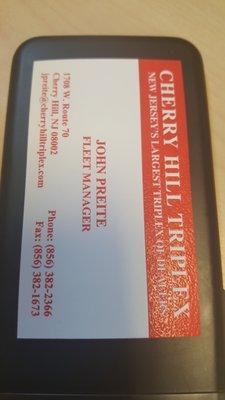 CHERRY HILL TRIPLEX
NEW JERSEY'S LARGEST TRIPLEX OF DEALERS
JOHN PREITE
FLEET MANAGER
1708 W. Route 70
Cherry Hill, NJ 08002
jpreite@cherryhilltriplex.com
Phone: (856) 382-2366
Fax: (856) 382-1673